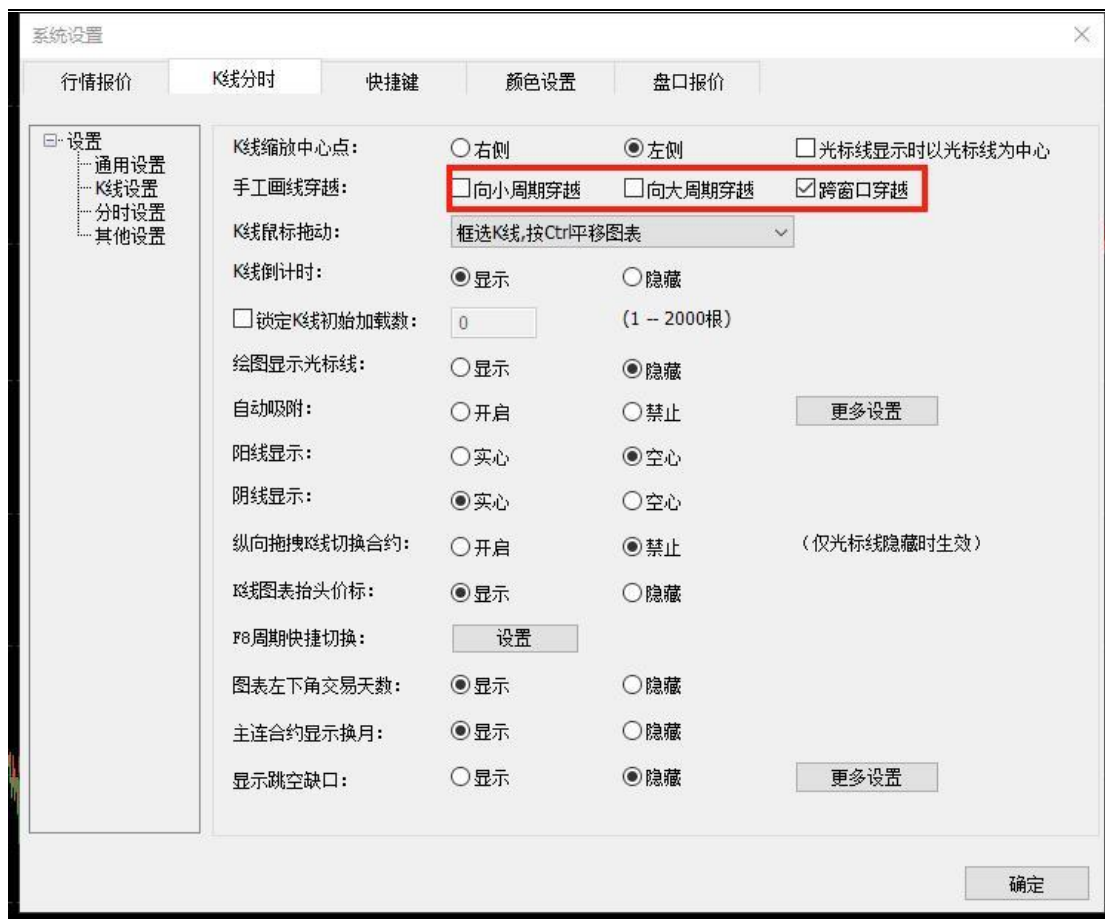 系统设置
行情报价 K线分时 快捷键 颜色设置 盘口报价
设置
通用设置
K线设置
分时设置
其他设置
K线缩放中心点： 右侧 左侧 光标线显示时以光标线为中心
手工画线穿越： 向小周期穿越 向大周期穿越 跨窗口穿越
K线鼠标拖动： 框选K线,按Ctrl平移图表
K线倒计时： 显示 隐藏
锁定K线初始加载数： 0 (1 -- 2000根)
绘图显示光标线： 显示 隐藏
自动吸附： 开启 禁止 更多设置
阳线显示： 实心 空心
阴线显示： 实心 空心
纵向拖拽K线切换合约： 开启 禁止 （仅光标线隐藏时生效）
K线图表抬头价标： 显示 隐藏
F8周期快捷切换： 设置
图表左下角交易天数： 显示 隐藏
主连合约显示换月： 显示 隐藏
显示跳空缺口： 显示 隐藏 更多设置
确定